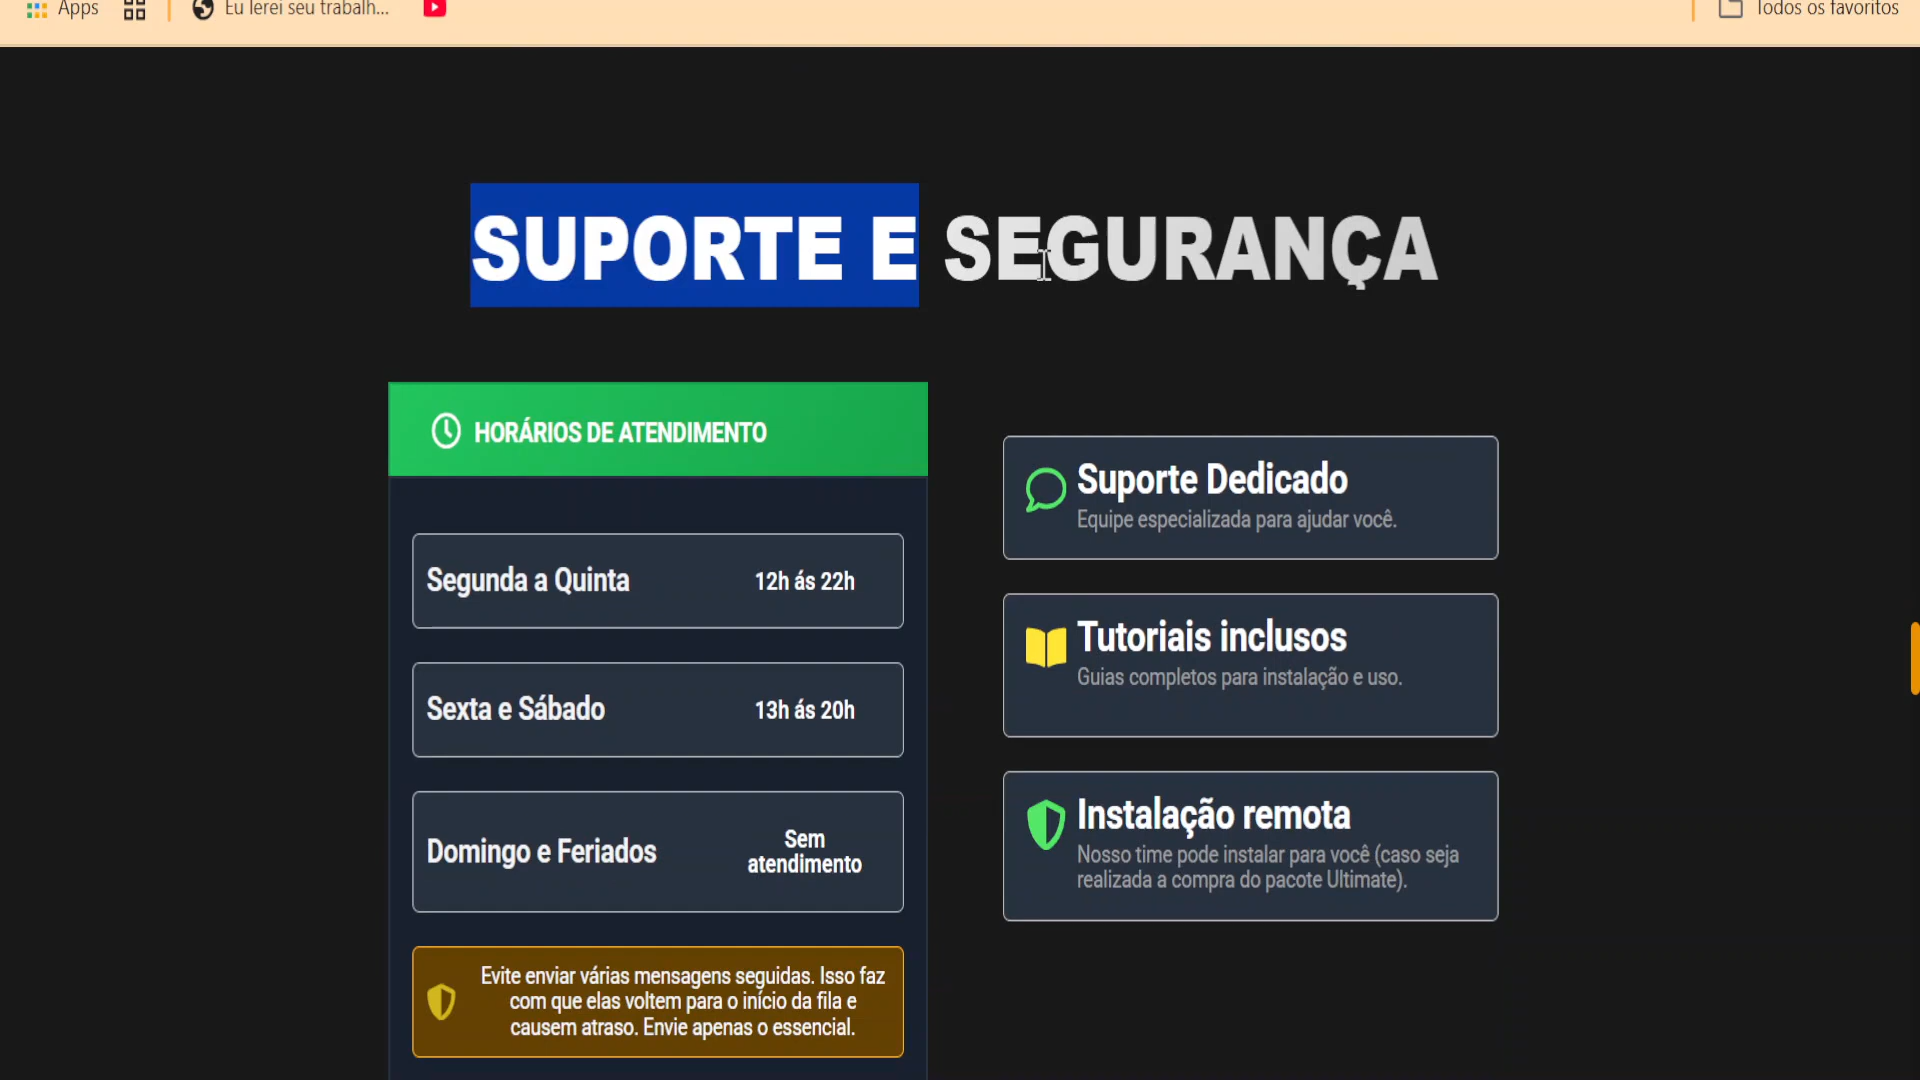 Apps
Eu lerei seu trabalh...
Todos os favoritos
SUPORTE E SEGURANÇA
HORÁRIOS DE ATENDIMENTO
Segunda a Quinta 12h ás 22h
Sexta e Sábado 13h ás 20h
Domingo e Feriados Sem atendimento
Evite enviar várias mensagens seguidas. Isso faz
com que elas voltem para o início da fila e
causem atraso. Envie apenas o essencial.
Suporte Dedicado
Equipe especializada para ajudar você.
Tutoriais inclusos
Guias completos para instalação e uso.
Instalação remota
Nosso time pode instalar para você (caso seja
realizada a compra do pacote Ultimate).